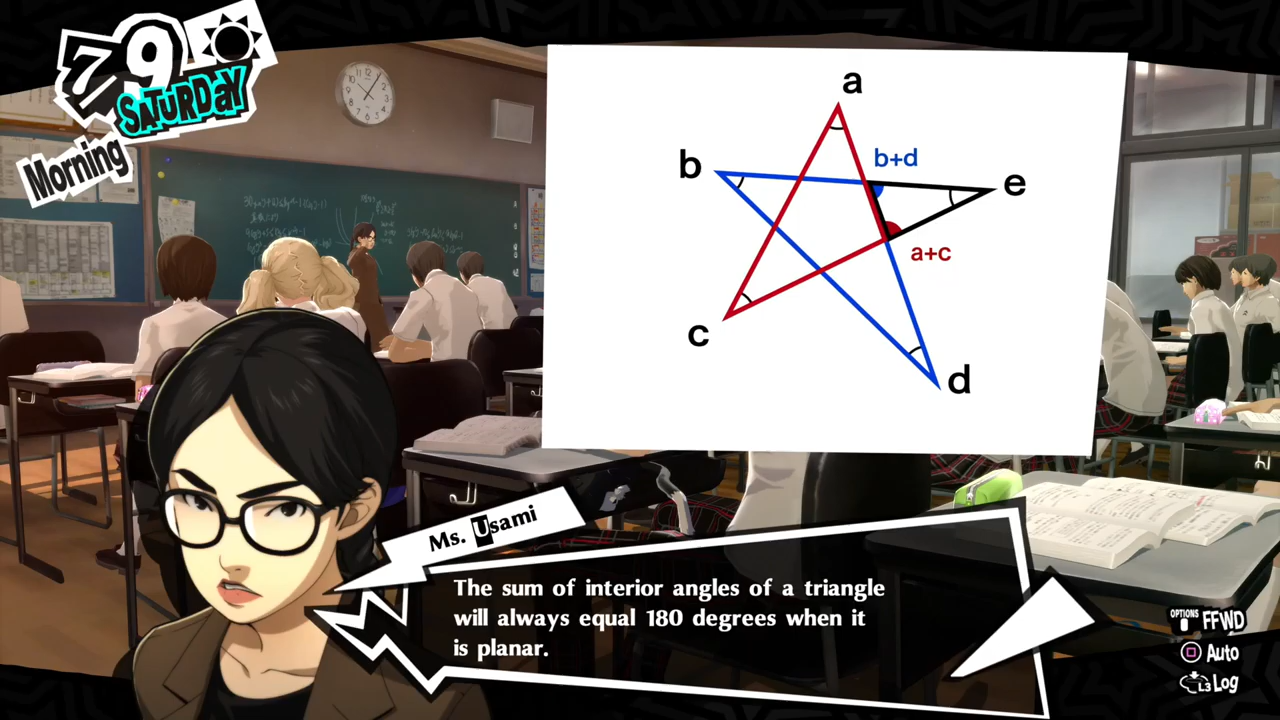 7/9
SATURDAY
Morning
a
b
b+d
e
a+c
c
d
Ms. Usami
The sum of interior angles of a triangle
will always equal 180 degrees when it
is planar.
OPTIONS FFWD
Auto
L3 Log